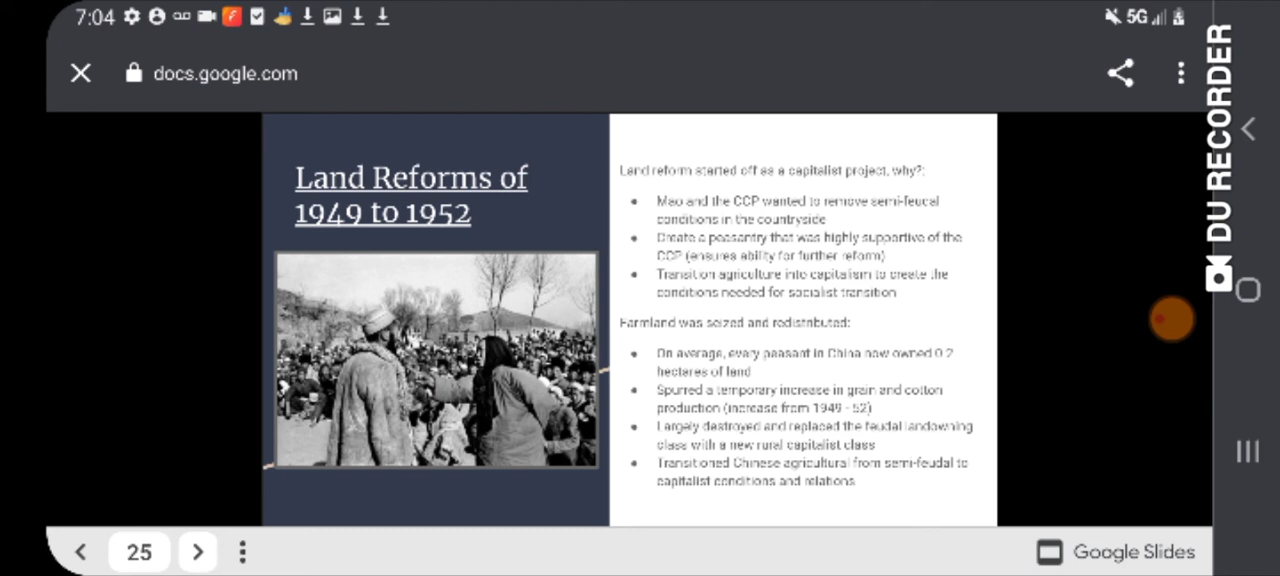 7:04
5G
docs.google.com
DU RECORDER
Land Reforms of
1949 to 1952
Land reform started off as a capitalist project, why?:
Mao and the CCP wanted to remove semi-feudal
conditions in the countryside
Create a peasantry that was highly supportive of the
CCP (ensures ability for further reform)
Transition agriculture into capitalism to create the
conditions needed for socialist transition
Farmland was seized and redistributed:
On average, every peasant in China now owned 0.2
hectares of land
Spurred a temporary increase in grain and cotton
production (increase from 1949 - 52)
Largely destroyed and replaced the feudal landowning
class with a new rural capitalist class
Transitioned Chinese agricultural from semi-feudal to
capitalist conditions and relations
25
Google Slides